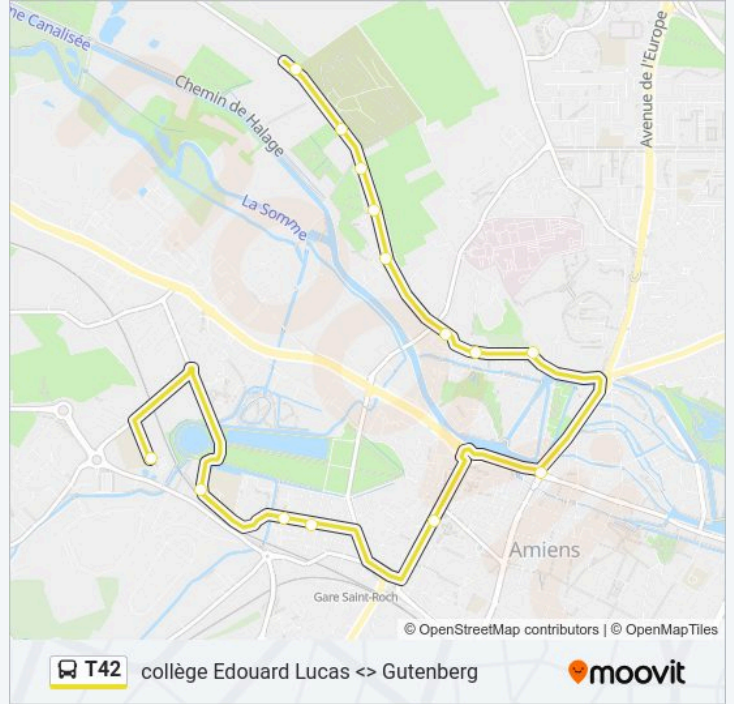 ne Canalisée
Chemin de Halage
Avenue de l'Europe
La Somme
Amiens
Gare Saint-Roch
© OpenStreetMap contributors | © OpenMapTiles
T42
collège Edouard Lucas <> Gutenberg
moovit